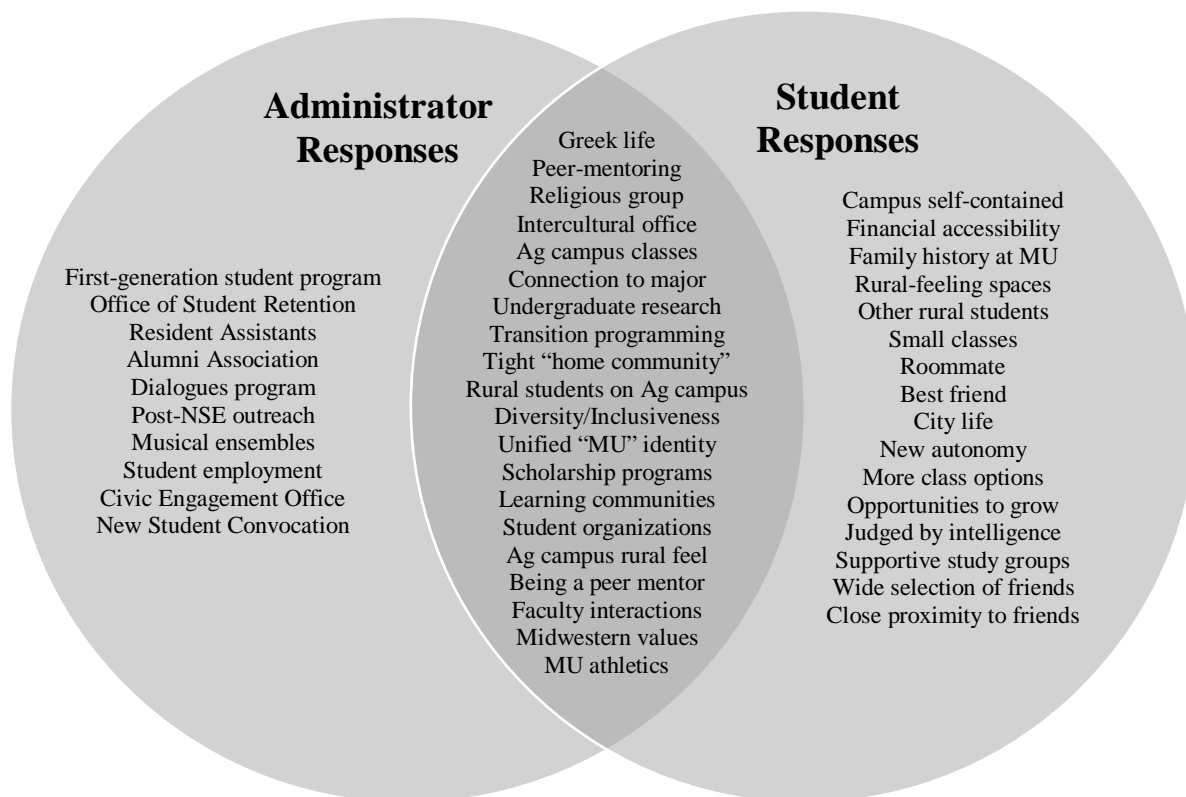 Administrator
Responses
First-generation student program
Office of Student Retention
Resident Assistants
Alumni Association
Dialogues program
Post-NSE outreach
Musical ensembles
Student employment
Civic Engagement Office
New Student Convocation
Greek life
Peer-mentoring
Religious group
Intercultural office
Ag campus classes
Connection to major
Undergraduate research
Transition programming
Tight “home community”
Rural students on Ag campus
Diversity/Inclusiveness
Unified “MU” identity
Scholarship programs
Learning communities
Student organizations
Ag campus rural feel
Being a peer mentor
Faculty interactions
Midwestern values
MU athletics
Student
Responses
Campus self-contained
Financial accessibility
Family history at MU
Rural-feeling spaces
Other rural students
Small classes
Roommate
Best friend
City life
New autonomy
More class options
Opportunities to grow
Judged by intelligence
Supportive study groups
Wide selection of friends
Close proximity to friends